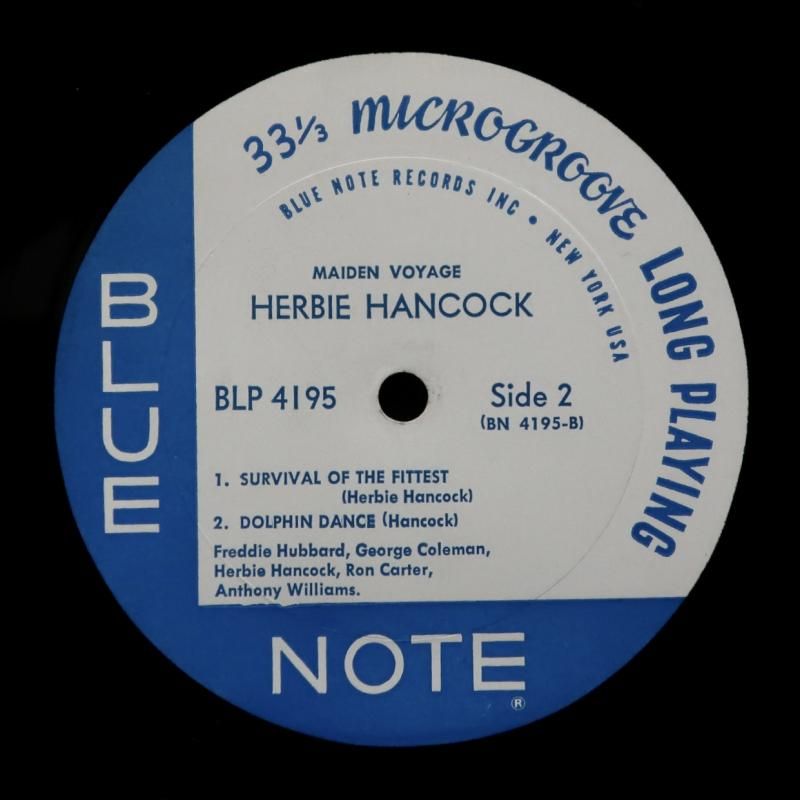 33⅓ MICROGROOVE LONG PLAYING
BLUE NOTE RECORDS INC • NEW YORK USA
MAIDEN VOYAGE
HERBIE HANCOCK
BLP 4195
Side 2
(BN 4195-B)
1. SURVIVAL OF THE FITTEST
(Herbie Hancock)
2. DOLPHIN DANCE (Hancock)
Freddie Hubbard, George Coleman,
Herbie Hancock, Ron Carter,
Anthony Williams.
BLUE
NOTE
®